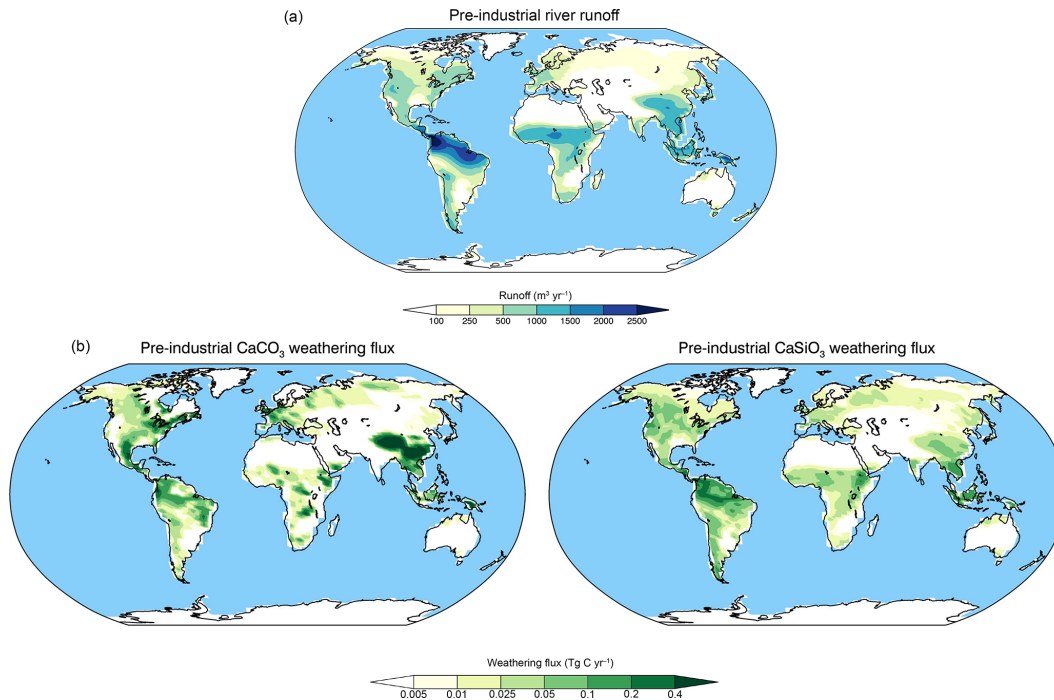 (a)
Pre-industrial river runoff
Runoff (m³ yr⁻¹)
100 250 500 1000 1500 2000 2500
(b)
Pre-industrial CaCO₃ weathering flux
Pre-industrial CaSiO₃ weathering flux
Weathering flux (Tg C yr⁻¹)
0.005 0.01 0.025 0.05 0.1 0.2 0.4